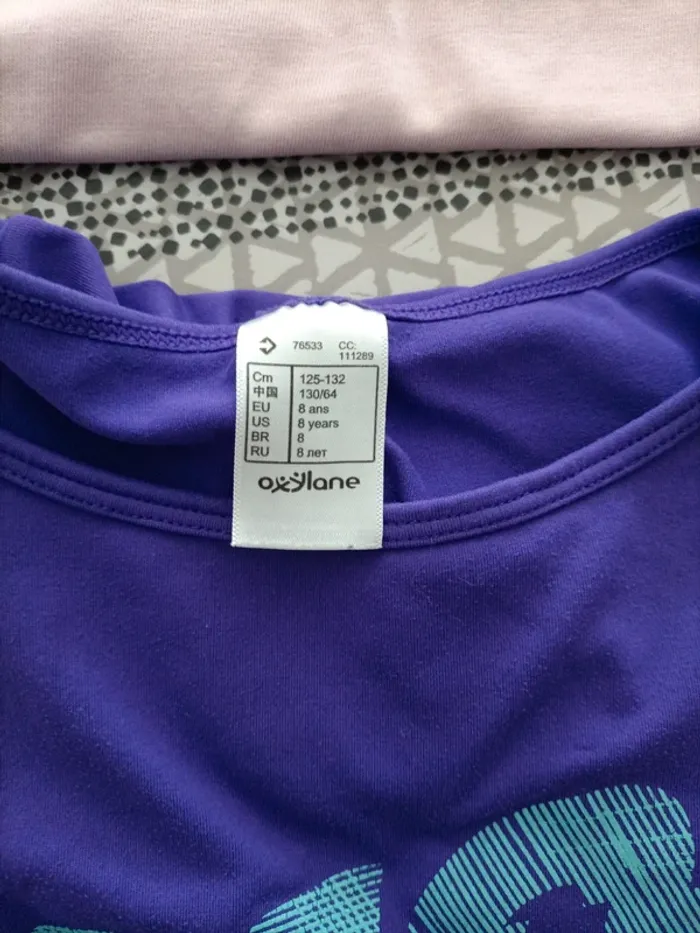 76533 CC:
111289
Cm 125-132
中国 130/64
EU 8 ans
US 8 years
BR 8
RU 8 лет
oxylane